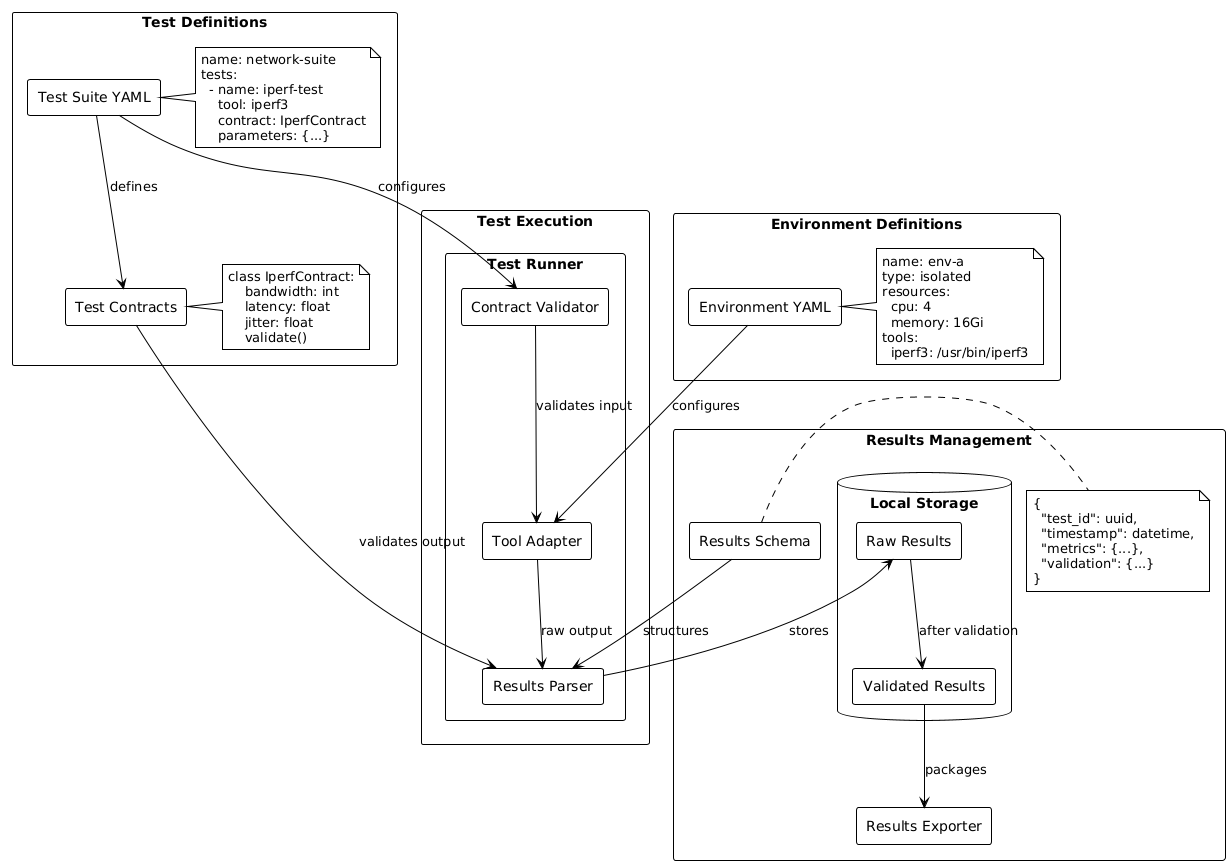 Test Definitions
name: network-suite
tests:
  - name: iperf-test
    tool: iperf3
    contract: IperfContract
    parameters: {...}
Test Suite YAML
defines
configures
Test Execution
Environment Definitions
Test Runner
class IperfContract:
    bandwidth: int
    latency: float
    jitter: float
    validate()
Test Contracts
Contract Validator
Environment YAML
name: env-a
type: isolated
resources:
  cpu: 4
  memory: 16Gi
tools:
  iperf3: /usr/bin/iperf3
validates input
configures
Results Management
Local Storage
{
  "test_id": uuid,
  "timestamp": datetime,
  "metrics": {...},
  "validation": {...}
}
validates output
Tool Adapter
Results Schema
Raw Results
raw output
structures
stores
after validation
Results Parser
Validated Results
packages
Results Exporter